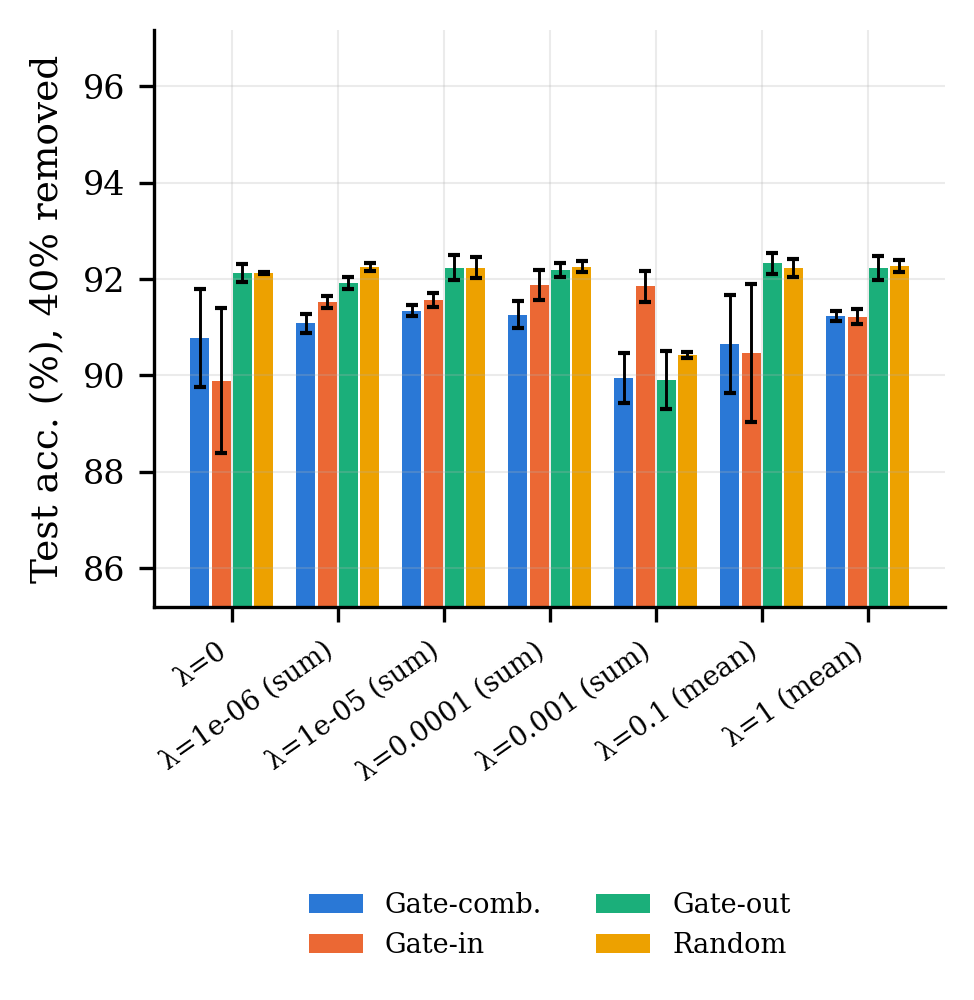 Test acc. (%), 40% removed
96
94
92
90
88
86
λ=0
λ=1e-06 (sum)
λ=1e-05 (sum)
λ=0.0001 (sum)
λ=0.001 (sum)
λ=0.1 (mean)
λ=1 (mean)
Gate-comb.
Gate-in
Gate-out
Random